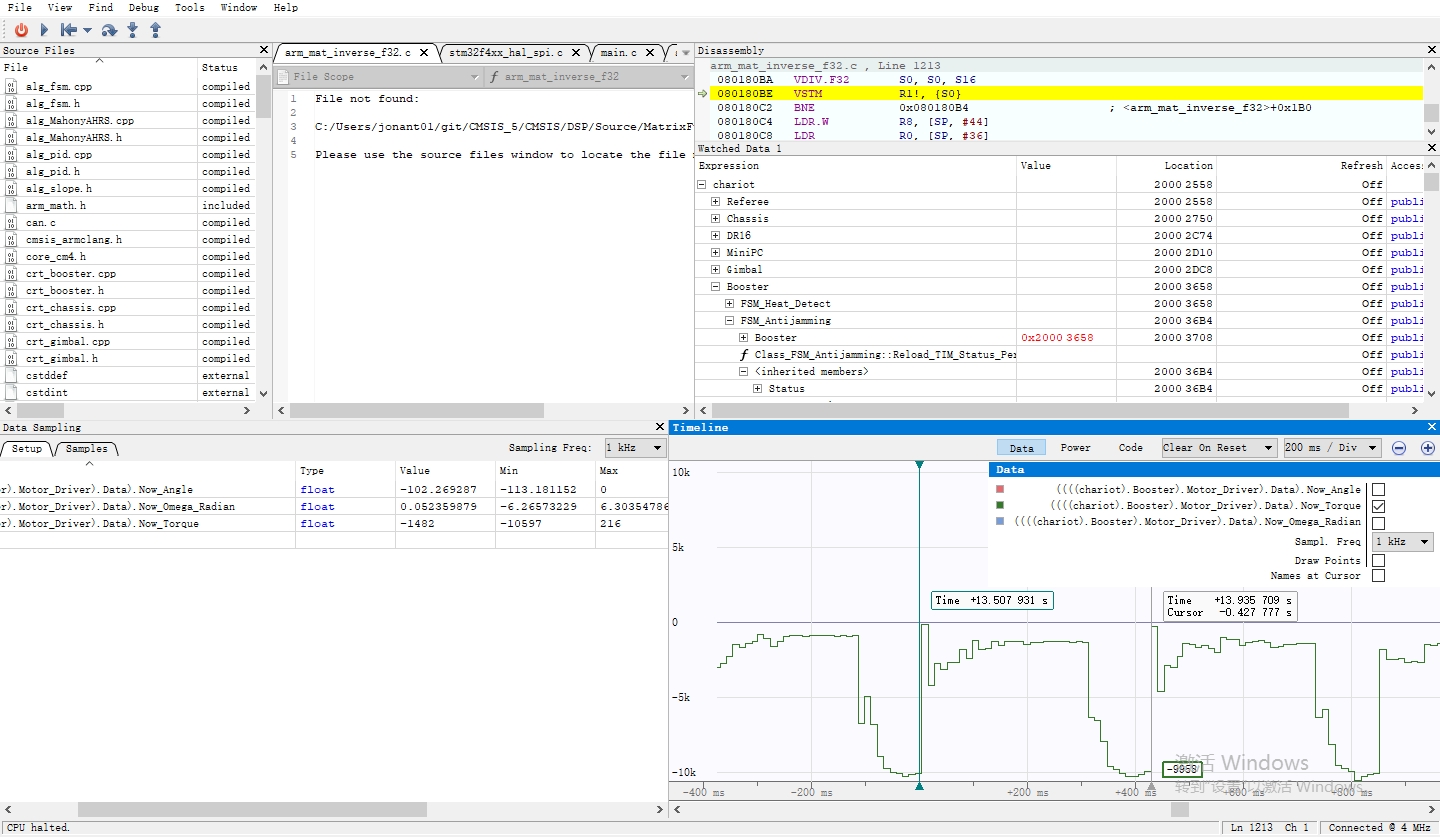 File View Find Debug Tools Window Help
Source Files
File Status
alg_fsm.cpp compiled
alg_fsm.h compiled
alg_MahonyAHRS.cpp compiled
alg_MahonyAHRS.h compiled
alg_pid.cpp compiled
alg_pid.h compiled
alg_slope.h compiled
arm_math.h included
can.c compiled
cmsis_armclang.h compiled
core_cm4.h compiled
crt_booster.cpp compiled
crt_booster.h compiled
crt_chassis.cpp compiled
crt_chassis.h compiled
crt_gimbal.cpp compiled
crt_gimbal.h compiled
cstddef external
cstdint external
arm_mat_inverse_f32.c stm32f4xx_hal_spi.c main.c
File Scope f arm_mat_inverse_f32
1 File not found:
2
3 C:/Users/jonant01/git/CMSIS_5/CMSIS/DSP/Source/MatrixF
4
5 Please use the source files window to locate the file
Disassembly
arm_mat_inverse_f32.c , Line 1213
080180BA VDIV.F32 S0, S0, S16
080180BE VSTM R1!, {S0}
080180C2 BNE 0x080180B4 ; <arm_mat_inverse_f32>+0x1B0
080180C4 LDR.W R8, [SP, #44]
080180C8 LDR R0, [SP, #36]
Watched Data 1
Expression Value Location Refresh Acces
chariot 2000 2558 Off
Referee 2000 2558 Off publi
Chassis 2000 2750 Off publi
DR16 2000 2C74 Off publi
MiniPC 2000 2D10 Off publi
Gimbal 2000 2DC8 Off publi
Booster 2000 3658 Off publi
FSM_Heat_Detect 2000 3658 Off publi
FSM_Antijamming 2000 36B4 Off publi
Booster 0x2000 3658 2000 3708 Off publi
f Class_FSM_Antijamming::Reload_TIM_Status_Pe Off publi
<inherited members> 2000 36B4 Off publi
Status 2000 36B4 Off publi
Data Sampling
Setup Samples Sampling Freq: 1 kHz
Type Value Min Max
r).Motor_Driver).Data).Now_Angle float -102.269287 -113.181152 0
r).Motor_Driver).Data).Now_Omega_Radian float 0.052359879 -6.26573229 6.30354786
r).Motor_Driver).Data).Now_Torque float -1482 -10597 216
Timeline
Data Power Code Clear On Reset 200 ms / Div
Data
((((chariot).Booster).Motor_Driver).Data).Now_Angle
((((chariot).Booster).Motor_Driver).Data).Now_Torque
((((chariot).Booster).Motor_Driver).Data).Now_Omega_Radian
Sampl. Freq 1 kHz
Draw Points
Names at Cursor
10k
5k
0
-5k
-10k
Time +13.507 931 s
Time +13.935 709 s
Cursor -0.427 777 s
-9958
激活 Windows
转到"设置"以激活 Windows。
-400 ms -200 ms +200 ms +400 ms +600 ms +800 ms
CPU halted. Ln 1213 Ch 1 Connected @ 4 MHz